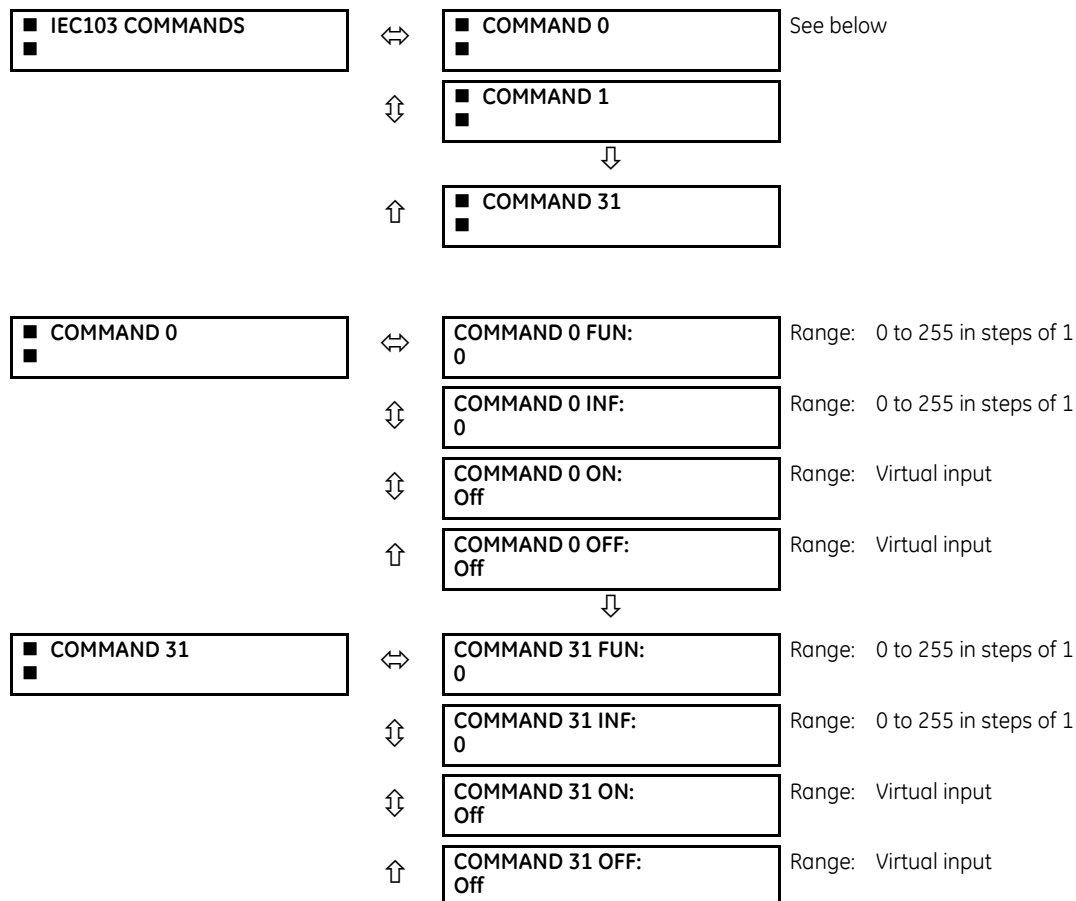 ■ IEC103 COMMANDS
■
⇔
■ COMMAND 0
■
See below
⇕
■ COMMAND 1
■
⇩
⇧
■ COMMAND 31
■
■ COMMAND 0
■
⇔
COMMAND 0 FUN:
0
Range: 0 to 255 in steps of 1
⇕
COMMAND 0 INF:
0
Range: 0 to 255 in steps of 1
⇕
COMMAND 0 ON:
Off
Range: Virtual input
⇧
COMMAND 0 OFF:
Off
Range: Virtual input
⇩
■ COMMAND 31
■
⇔
COMMAND 31 FUN:
0
Range: 0 to 255 in steps of 1
⇕
COMMAND 31 INF:
0
Range: 0 to 255 in steps of 1
⇕
COMMAND 31 ON:
Off
Range: Virtual input
⇧
COMMAND 31 OFF:
Off
Range: Virtual input